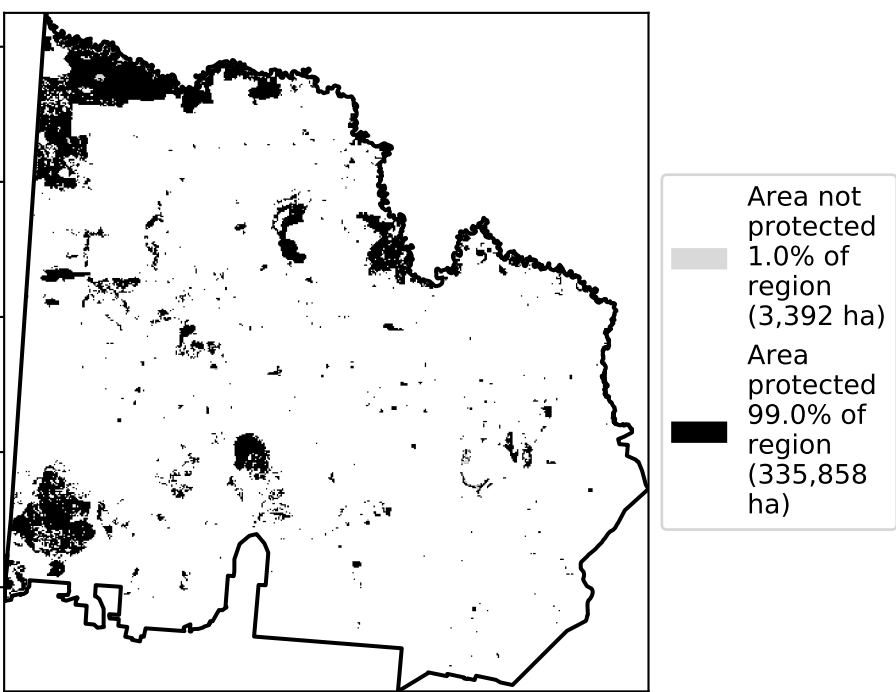 Area not
protected
1.0% of
region
(3,392 ha)
Area
protected
99.0% of
region
(335,858
ha)